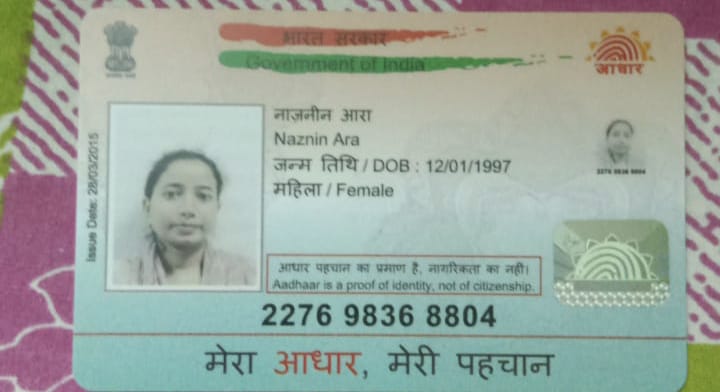 भारत सरकार
Government of India
आधार
नाज़नीन आरा
Naznin Ara
जन्म तिथि / DOB : 12/01/1997
महिला / Female
2276 9836 8804
Issue Date: 28/03/2015
आधार पहचान का प्रमाण है, नागरिकता का नहीं।
Aadhaar is a proof of identity, not of citizenship.
2276 9836 8804
मेरा आधार, मेरी पहचान